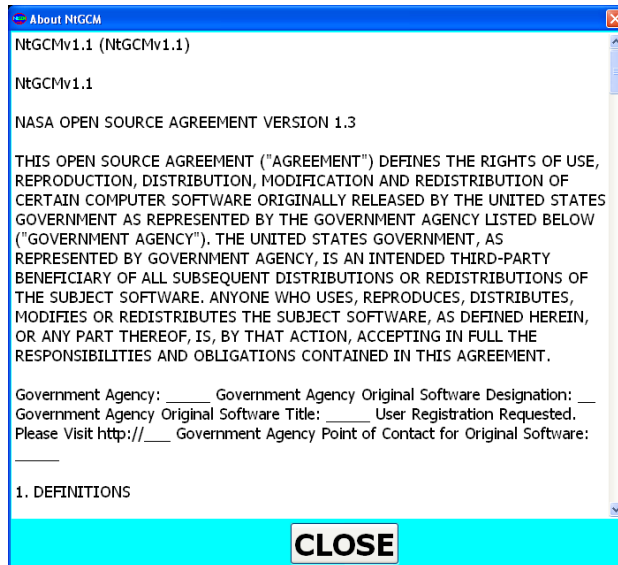 About NtGCM
NtGCMv1.1 (NtGCMv1.1)
NtGCMv1.1
NASA OPEN SOURCE AGREEMENT VERSION 1.3
THIS OPEN SOURCE AGREEMENT ("AGREEMENT") DEFINES THE RIGHTS OF USE,
REPRODUCTION, DISTRIBUTION, MODIFICATION AND REDISTRIBUTION OF
CERTAIN COMPUTER SOFTWARE ORIGINALLY RELEASED BY THE UNITED STATES
GOVERNMENT AS REPRESENTED BY THE GOVERNMENT AGENCY LISTED BELOW
("GOVERNMENT AGENCY"). THE UNITED STATES GOVERNMENT, AS
REPRESENTED BY GOVERNMENT AGENCY, IS AN INTENDED THIRD-PARTY
BENEFICIARY OF ALL SUBSEQUENT DISTRIBUTIONS OR REDISTRIBUTIONS OF
THE SUBJECT SOFTWARE. ANYONE WHO USES, REPRODUCES, DISTRIBUTES,
MODIFIES OR REDISTRIBUTES THE SUBJECT SOFTWARE, AS DEFINED HEREIN,
OR ANY PART THEREOF, IS, BY THAT ACTION, ACCEPTING IN FULL THE
RESPONSIBILITIES AND OBLIGATIONS CONTAINED IN THIS AGREEMENT.
Government Agency: _____ Government Agency Original Software Designation: __
Government Agency Original Software Title: _____ User Registration Requested.
Please Visit http://___ Government Agency Point of Contact for Original Software:
_____
1. DEFINITIONS
CLOSE